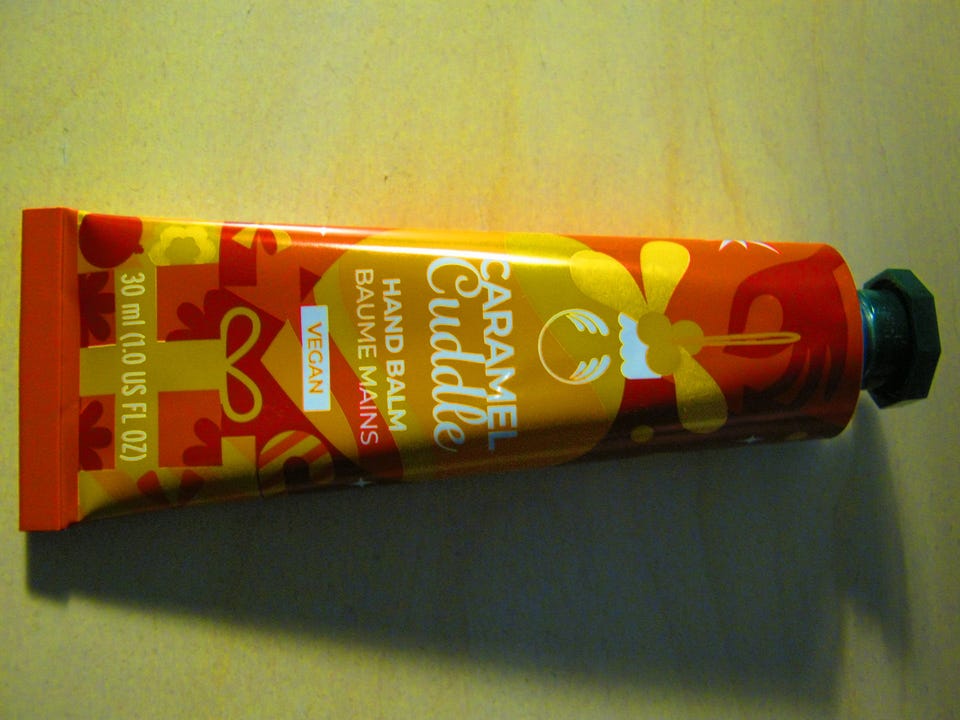 CARAMEL
Cuddle
HAND BALM
BAUME MAINS
VEGAN
30 ml (1.0 US FL OZ)